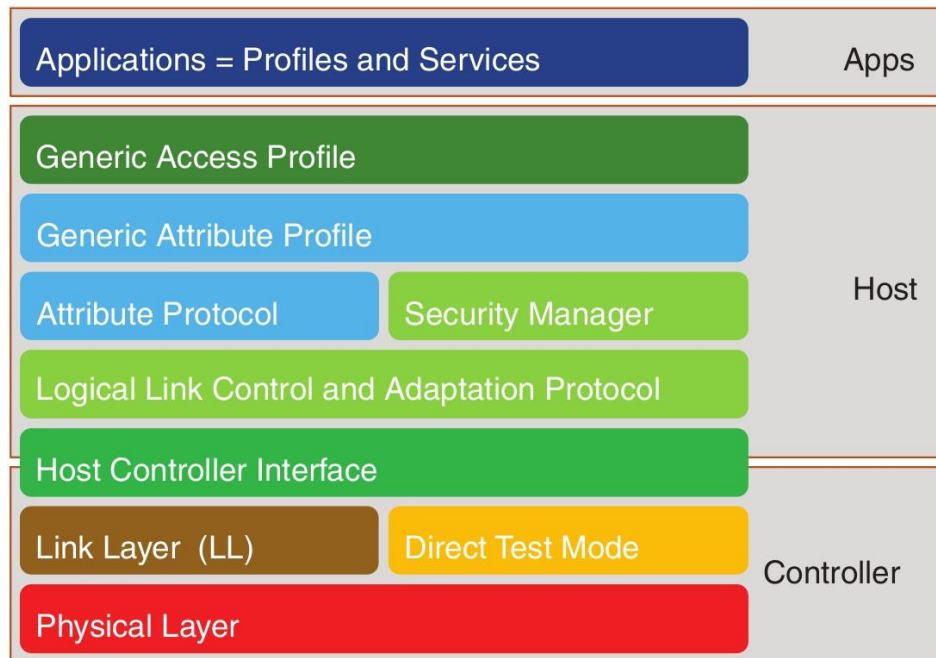 Applications = Profiles and Services
Apps
Generic Access Profile
Generic Attribute Profile
Host
Attribute Protocol
Security Manager
Logical Link Control and Adaptation Protocol
Host Controller Interface
Link Layer (LL)
Direct Test Mode
Controller
Physical Layer